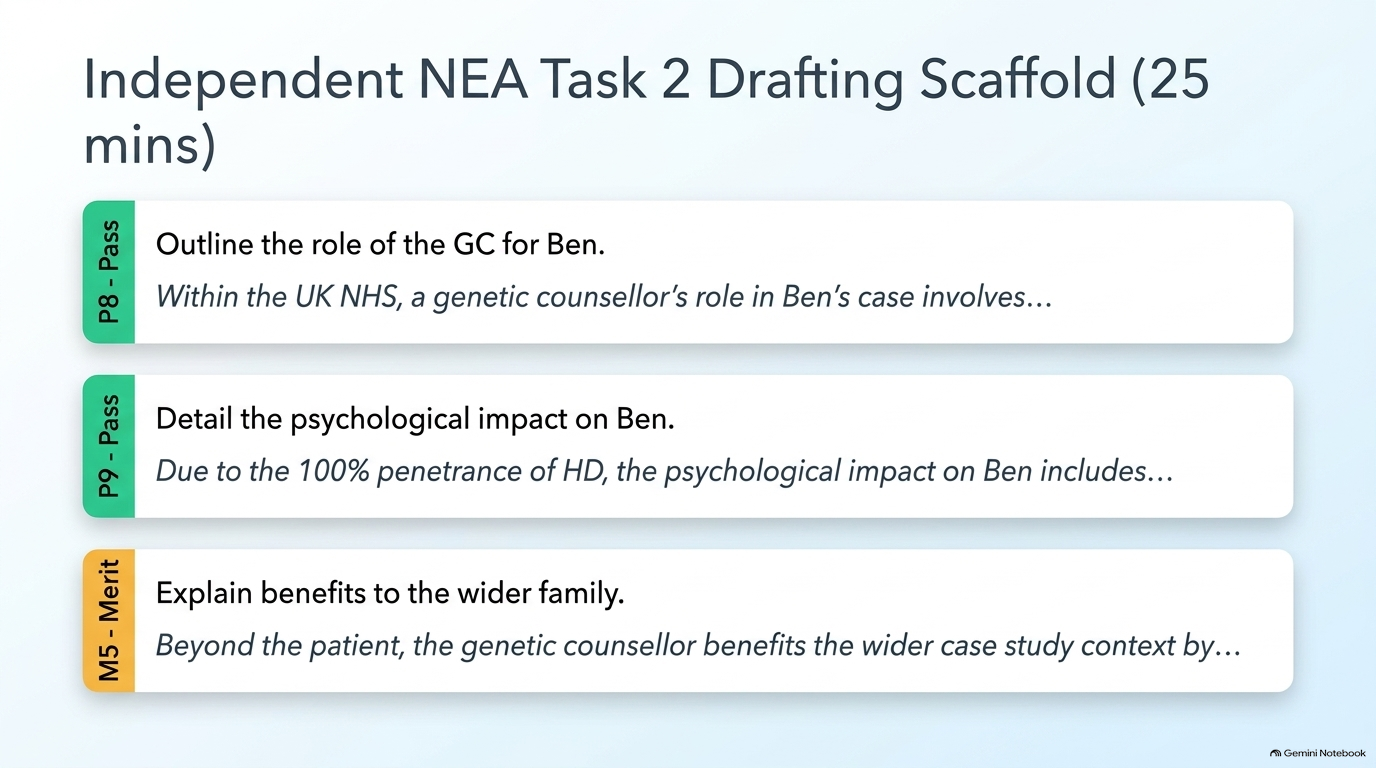 Independent NEA Task 2 Drafting Scaffold (25
mins)
P8 - Pass
Outline the role of the GC for Ben.
Within the UK NHS, a genetic counsellor’s role in Ben’s case involves…
P9 - Pass
Detail the psychological impact on Ben.
Due to the 100% penetrance of HD, the psychological impact on Ben includes…
M5 - Merit
Explain benefits to the wider family.
Beyond the patient, the genetic counsellor benefits the wider case study context by…
Gemini Notebook